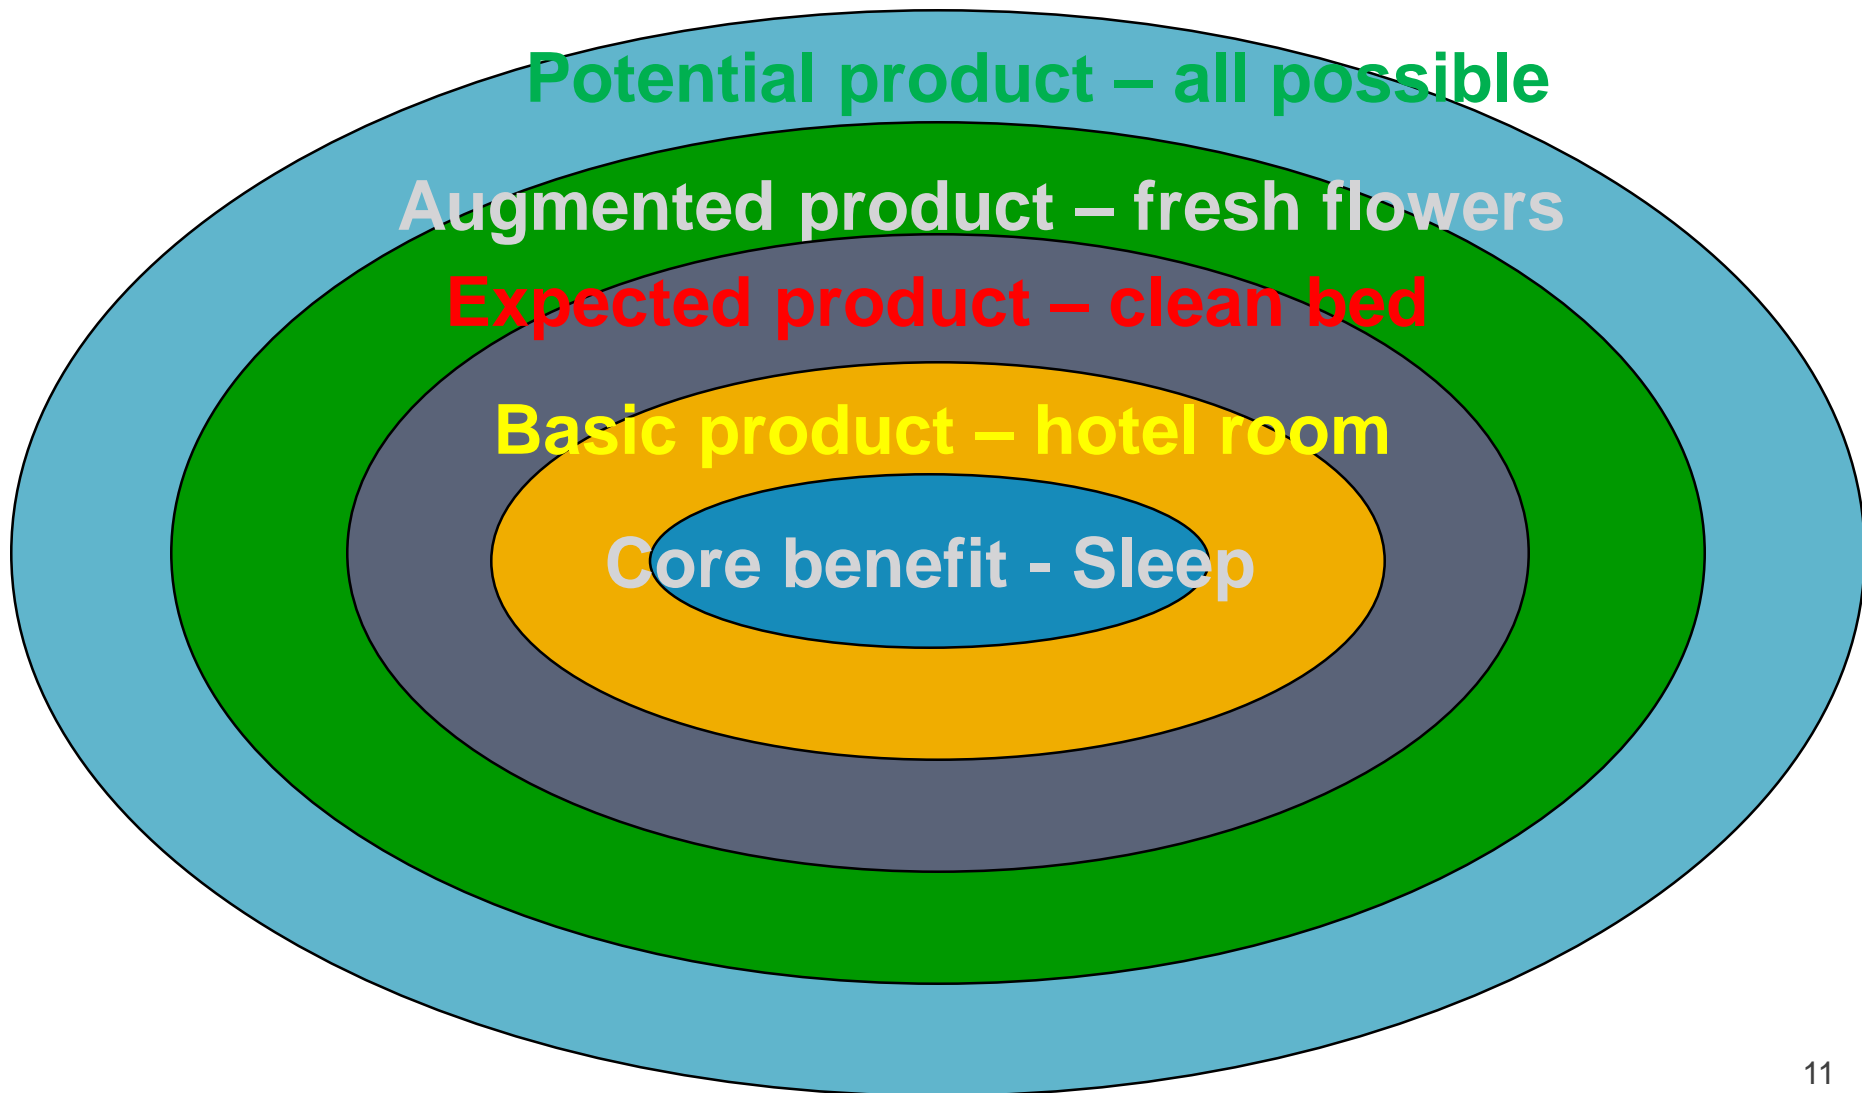 Potential product – all possible
Augmented product – fresh flowers
Expected product – clean bed
Basic product – hotel room
Core benefit - Sleep
11